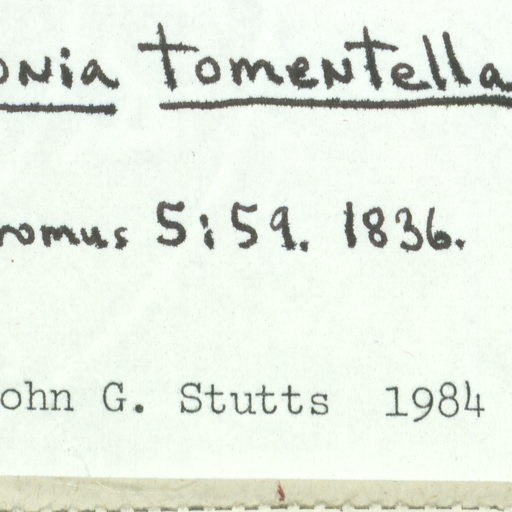 onia tomentella
romus 5:59. 1836.
ohn G. Stutts 1984